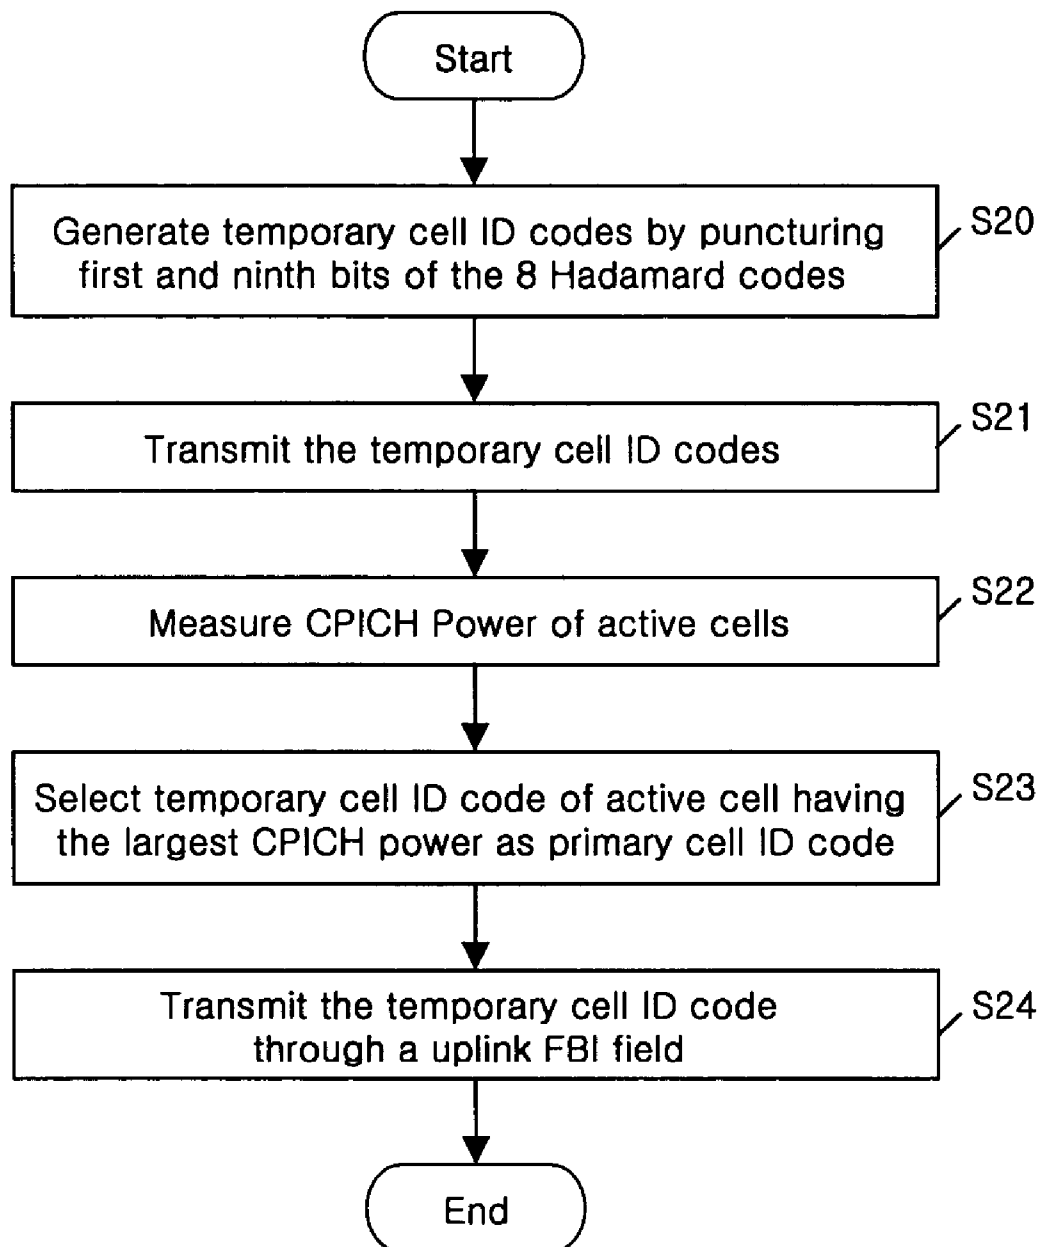 Start
Generate temporary cell ID codes by puncturing
first and ninth bits of the 8 Hadamard codes
S20
Transmit the temporary cell ID codes
S21
Measure CPICH Power of active cells
S22
Select temporary cell ID code of active cell having
the largest CPICH power as primary cell ID code
S23
Transmit the temporary cell ID code
through a uplink FBI field
S24
End